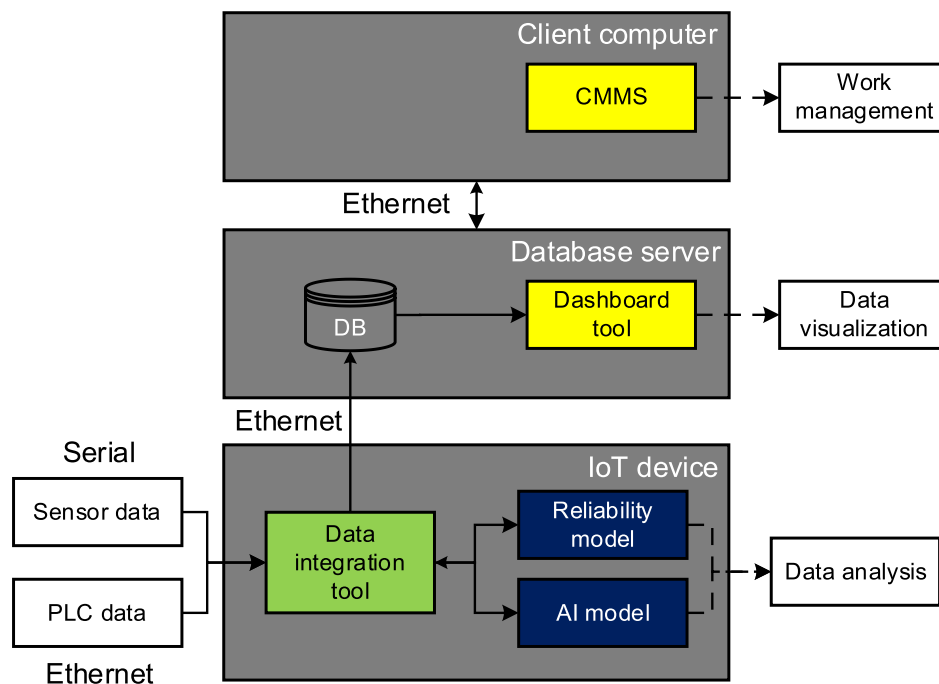 Client computer
CMMS
Work
management
Ethernet
Database server
DB
Dashboard
tool
Data
visualization
Ethernet
Serial
IoT device
Sensor data
PLC data
Ethernet
Data
integration
tool
Reliability
model
AI model
Data analysis